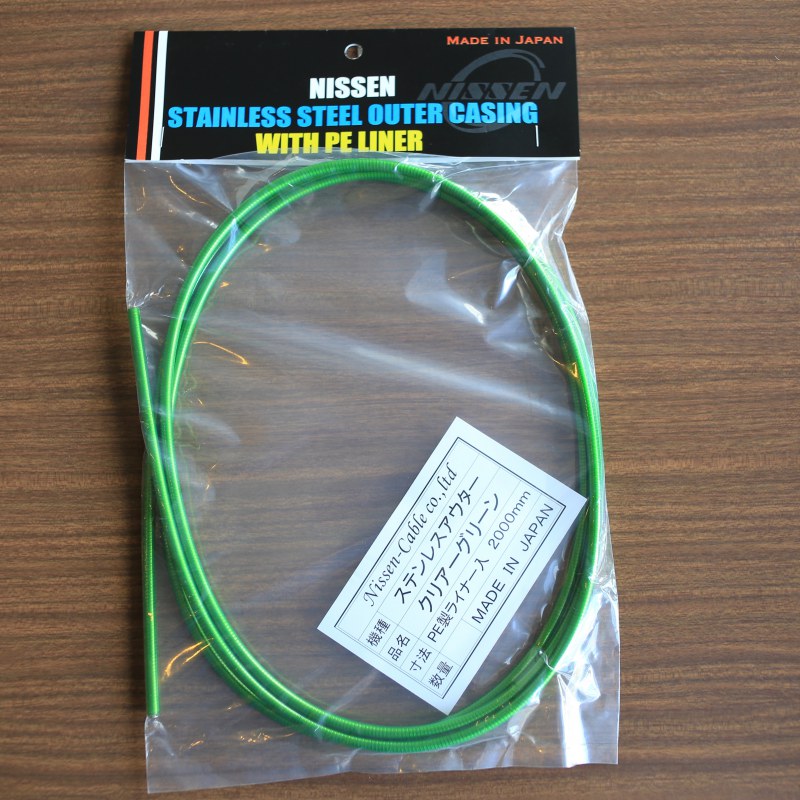 MADE IN JAPAN
NISSEN
NISSEN
STAINLESS STEEL OUTER CASING
WITH PE LINER
Nissen-Cable co.,ltd
機種 ステンレスアウター
品名 クリアーグリーン
寸法 PE製ライナー入 2000mm
数量
MADE IN JAPAN